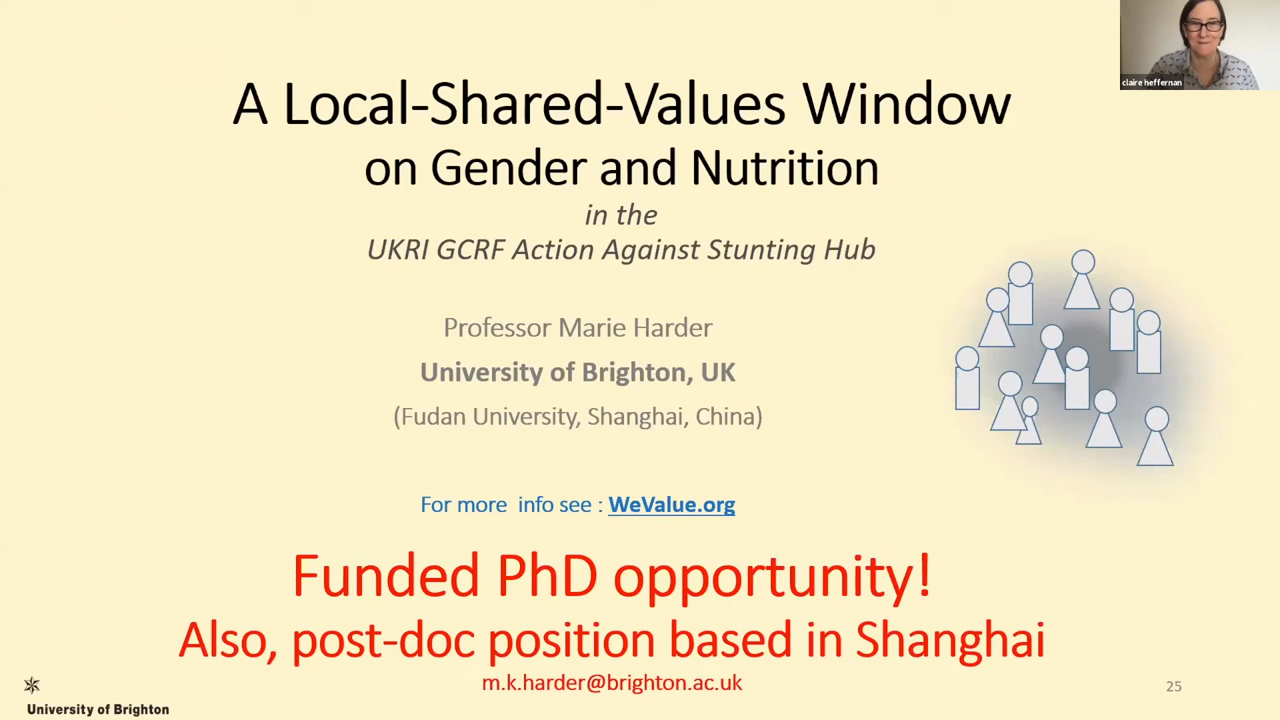 claire heffernan
A Local-Shared-Values Window
on Gender and Nutrition
in the
UKRI GCRF Action Against Stunting Hub
Professor Marie Harder
University of Brighton, UK
(Fudan University, Shanghai, China)
For more info see : WeValue.org
Funded PhD opportunity!
Also, post-doc position based in Shanghai
m.k.harder@brighton.ac.uk
25
University of Brighton